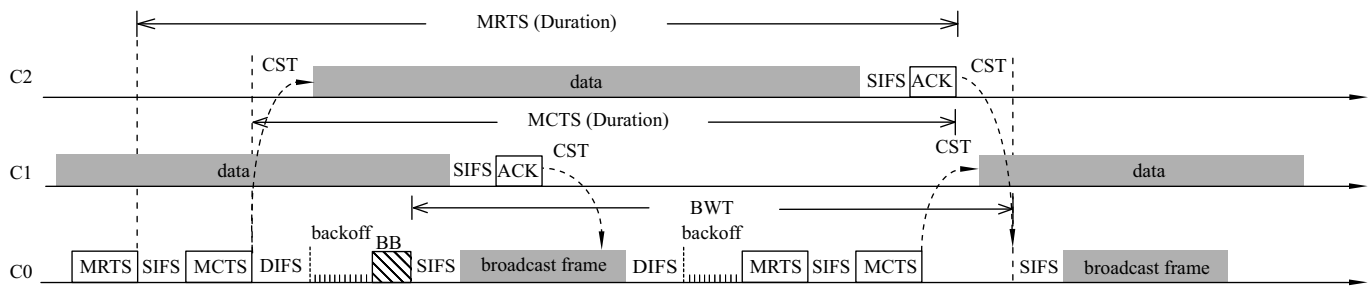 MRTS (Duration)
C2 CST data SIFS ACK CST
MCTS (Duration)
C1 data SIFS ACK CST CST data
BWT
backoff BB backoff
C0 MRTS SIFS MCTS DIFS SIFS broadcast frame DIFS MRTS SIFS MCTS SIFS broadcast frame